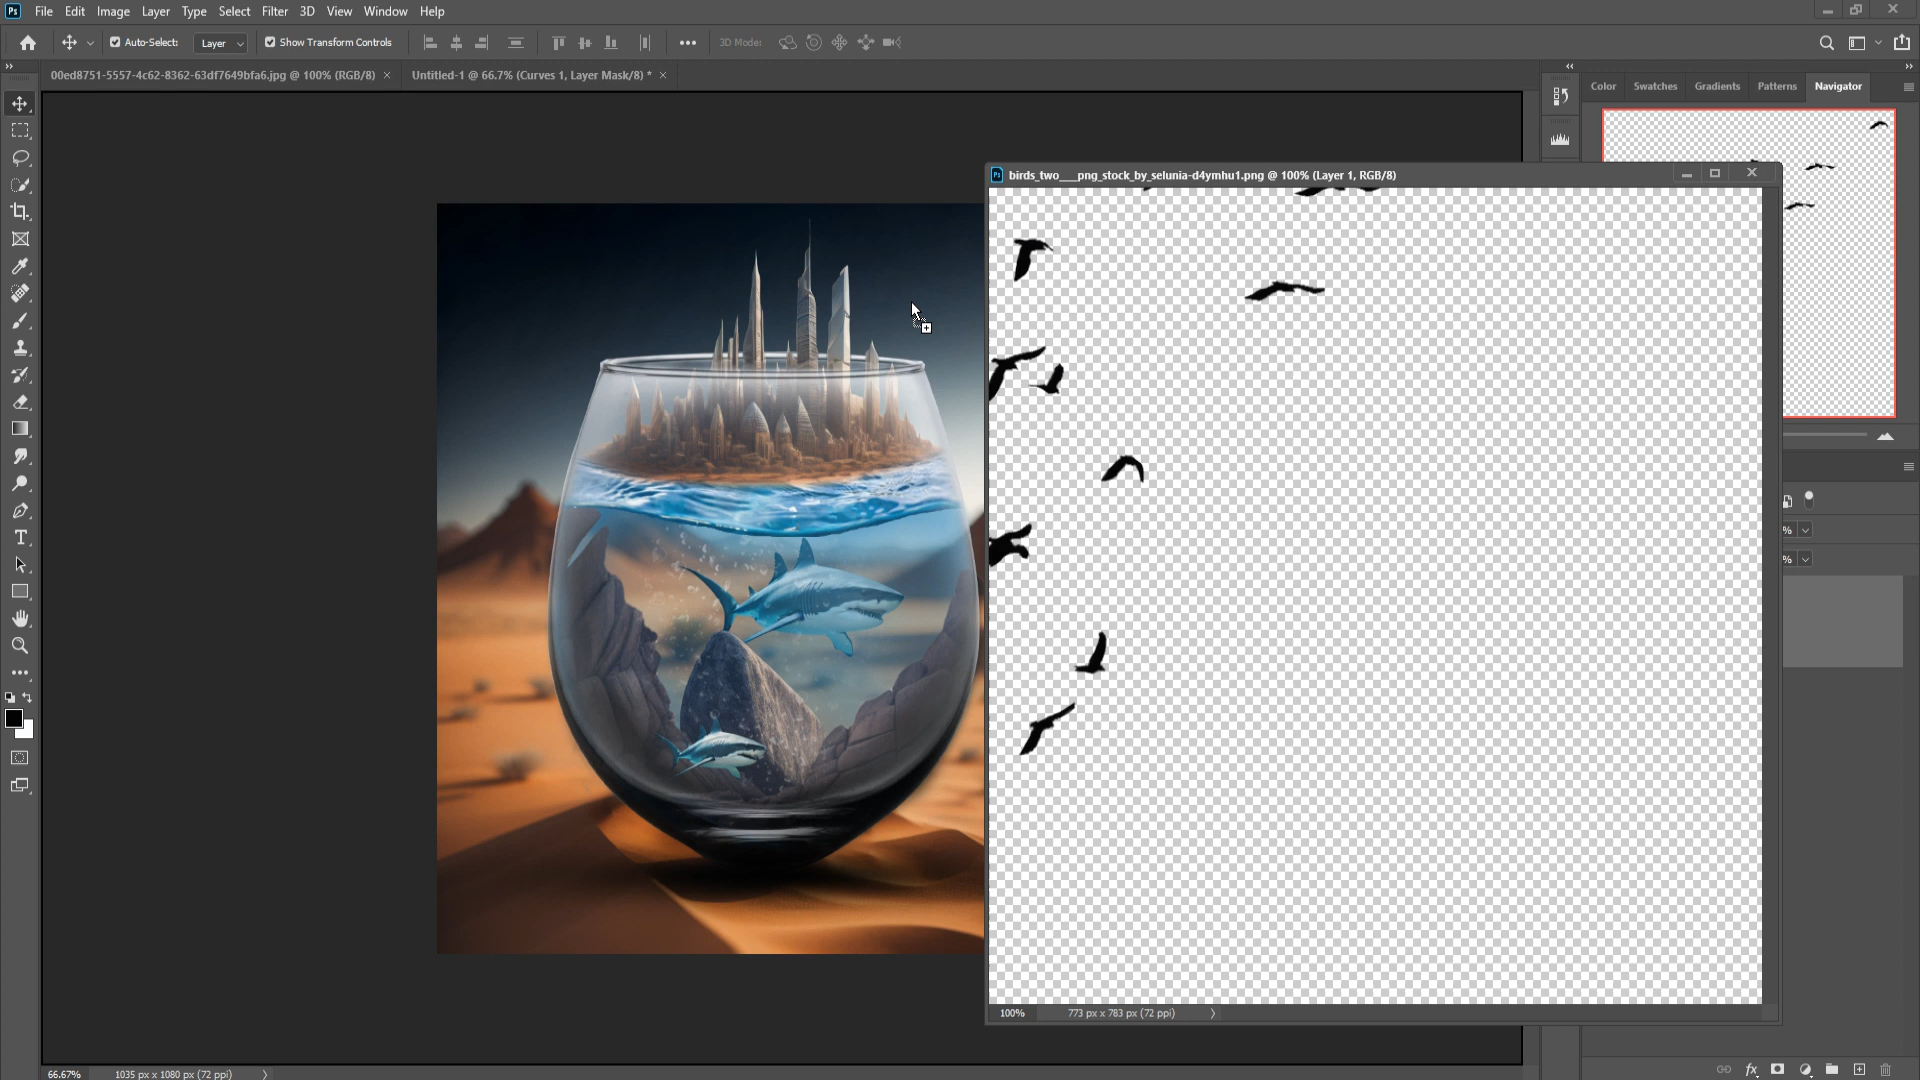 Ps File Edit Image Layer Type Select Filter 3D View Window Help
Auto-Select: Layer Show Transform Controls 3D Mode:
00ed8751-5557-4c62-8362-63df7649bfa6.jpg @ 100% (RGB/8) × Untitled-1 @ 66.7% (Curves 1, Layer Mask/8) * ×
Color Swatches Gradients Patterns Navigator
Ps birds_two___png_stock_by_selunia-d4ymhu1.png @ 100% (Layer 1, RGB/8)
%
%
T
100% 773 px x 783 px (72 ppi)
fx
66.67% 1035 px x 1080 px (72 ppi)